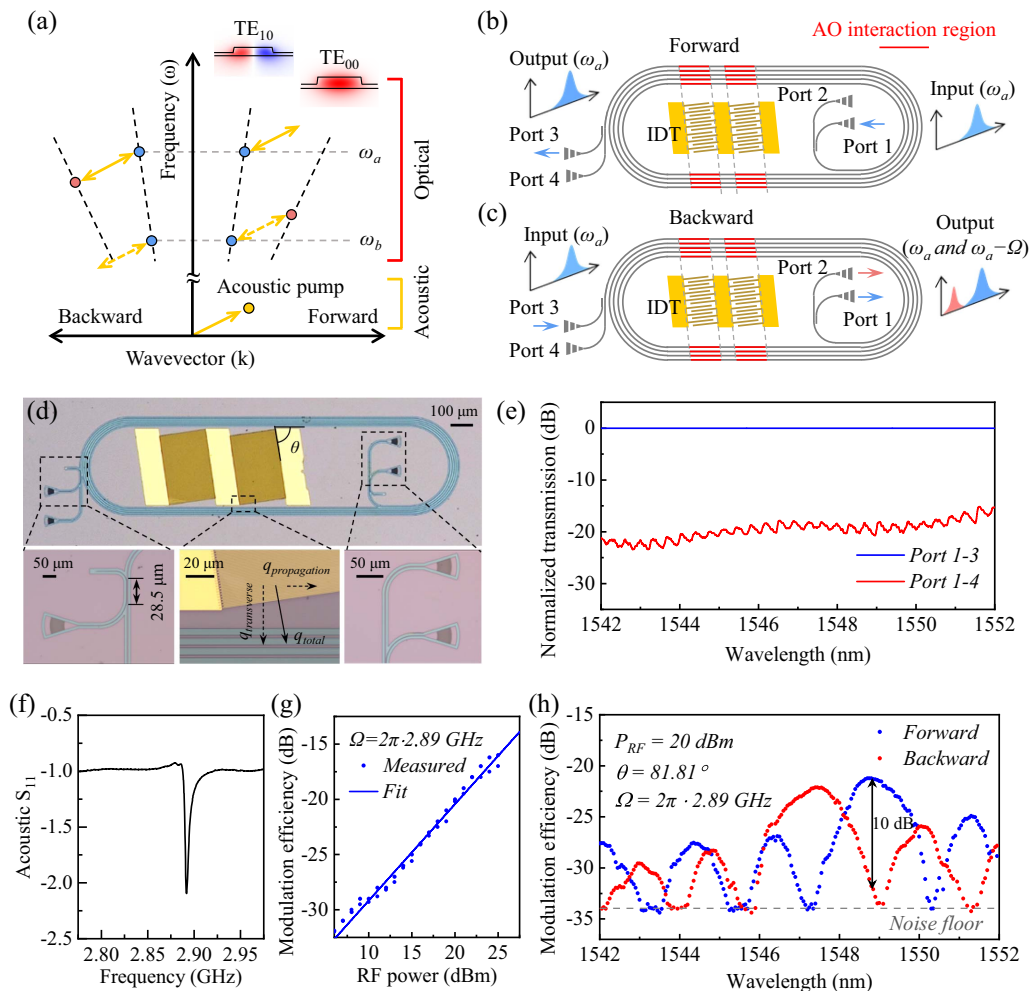 (a)
TE10
TE00
Frequency (ω)
ωa
ωb
Optical
Acoustic
Acoustic pump
Backward
Forward
Wavevector (k)
(b)
AO interaction region
Forward
Output (ωa)
Port 3
Port 4
IDT
Port 2
Port 1
Input (ωa)
(c)
Backward
Input (ωa)
Port 3
Port 4
IDT
Port 2
Port 1
Output
(ωa and ωa−Ω)
(d)
100 μm
θ
50 μm
28.5 μm
20 μm
qpropagation
qtransverse
qtotal
50 μm
(e)
Normalized transmission (dB)
0
-10
-20
-30
Port 1-3
Port 1-4
1542 1544 1546 1548 1550 1552
Wavelength (nm)
(f)
Acoustic S11
-0.5
-1.0
-1.5
-2.0
-2.5
2.80 2.85 2.90 2.95
Frequency (GHz)
(g)
Modulation efficiency (dB)
-15
-20
-25
-30
Ω=2π·2.89 GHz
Measured
Fit
10 15 20 25
RF power (dBm)
(h)
Modulation efficiency (dB)
-15
-20
-25
-30
-35
PRF = 20 dBm
θ = 81.81°
Ω = 2π · 2.89 GHz
Forward
Backward
10 dB
Noise floor
1542 1544 1546 1548 1550 1552
Wavelength (nm)